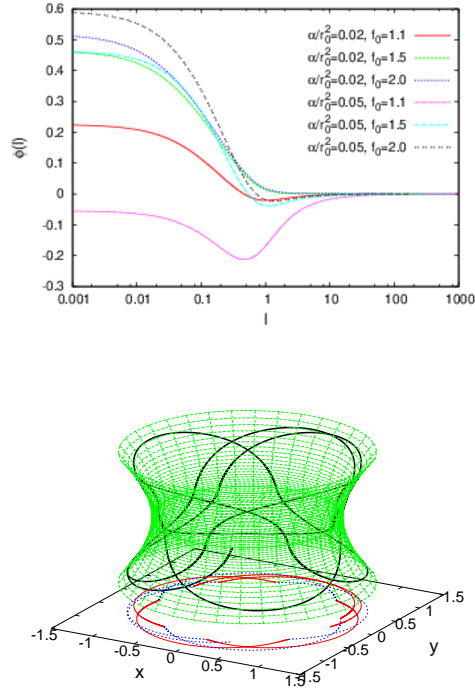 0.6
0.5
0.4
0.3
0.2
0.1
0
-0.1
-0.2
-0.3
ϕ(l)
α/r₀²=0.02, f₀=1.1
α/r₀²=0.02, f₀=1.5
α/r₀²=0.02, f₀=2.0
α/r₀²=0.05, f₀=1.1
α/r₀²=0.05, f₀=1.5
α/r₀²=0.05, f₀=2.0
0.001 0.01 0.1 1 10 100 1000
l
-1.5 -1 -0.5 0 0.5 1 1.5
x
-1.5 -1 -0.5 0 0.5 1 1.5
y